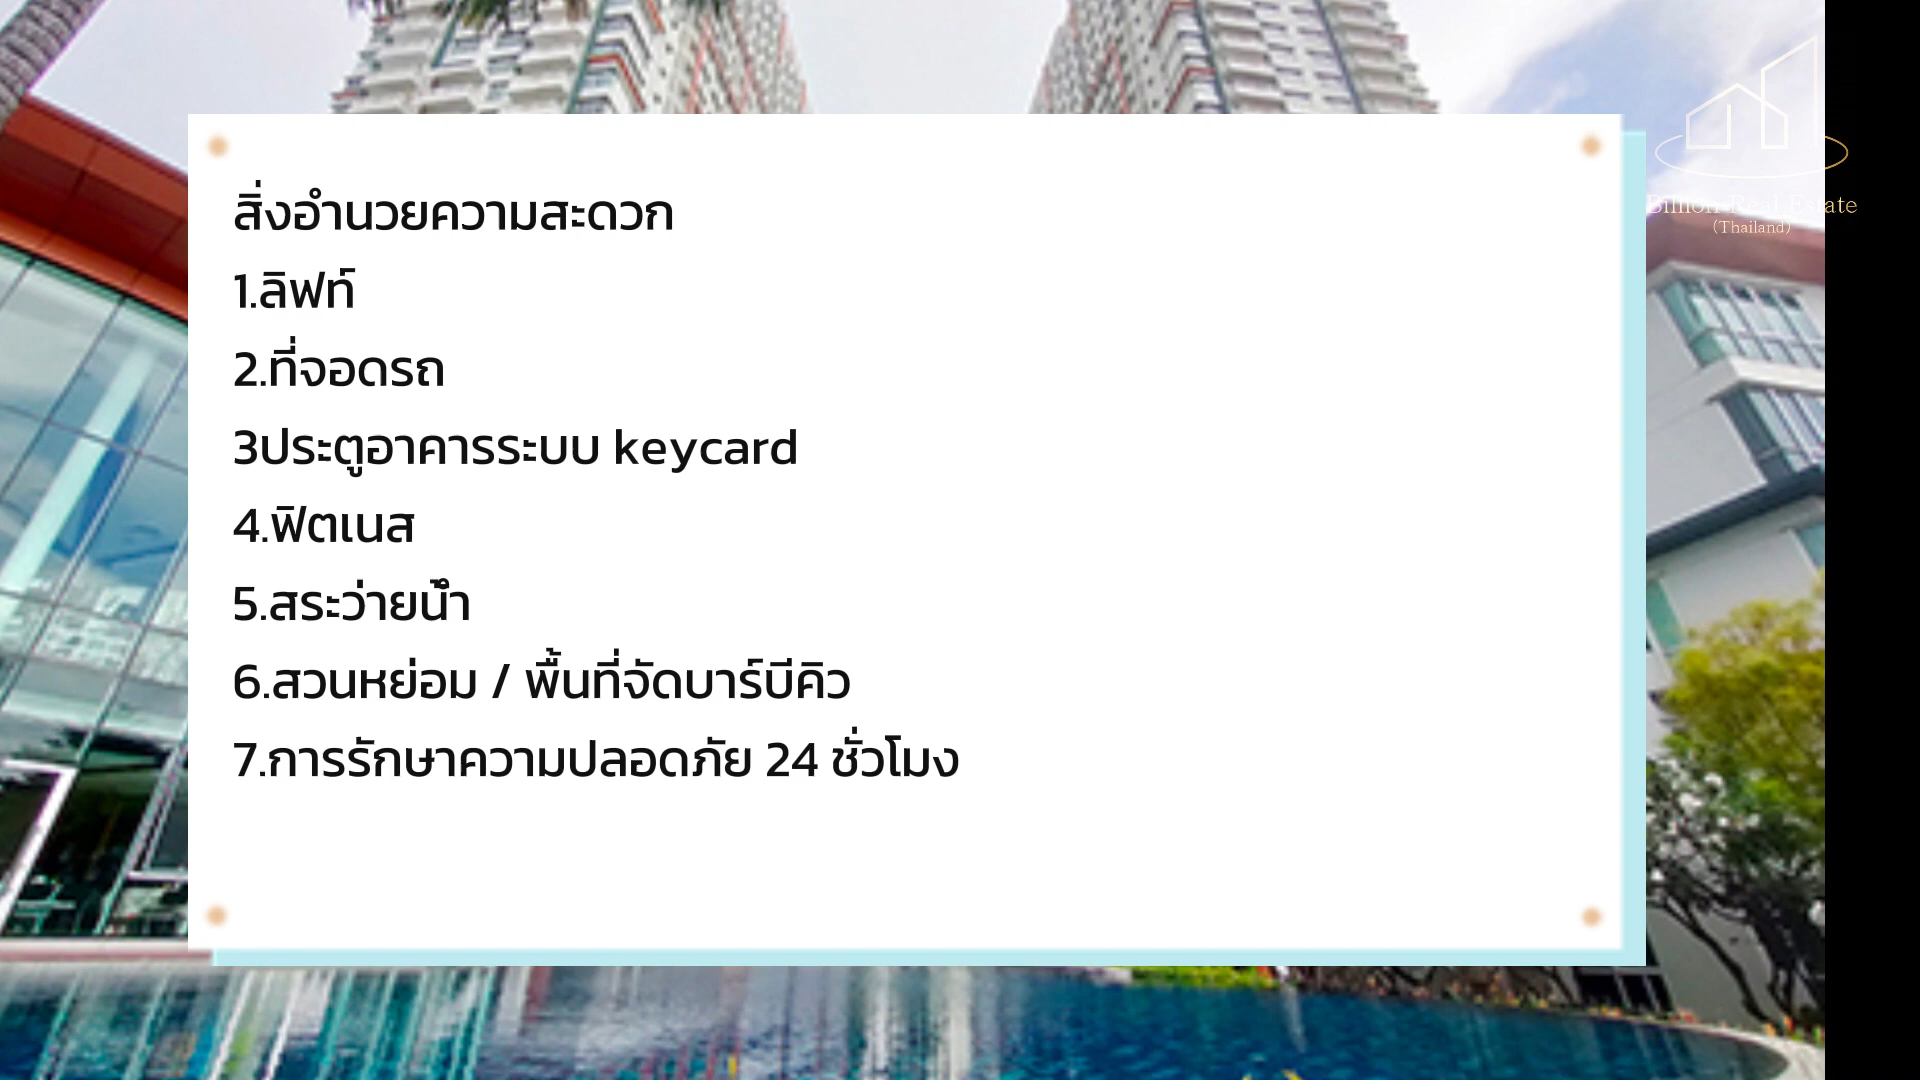 สิ่งอำนวยความสะดวก
1.ลิฟท์
2.ที่จอดรถ
3ประตูอาคารระบบ keycard
4.ฟิตเนส
5.สระว่ายน้ำ
6.สวนหย่อม / พื้นที่จัดบาร์บีคิว
7.การรักษาความปลอดภัย 24 ชั่วโมง
Billion Real Estate
(Thailand)